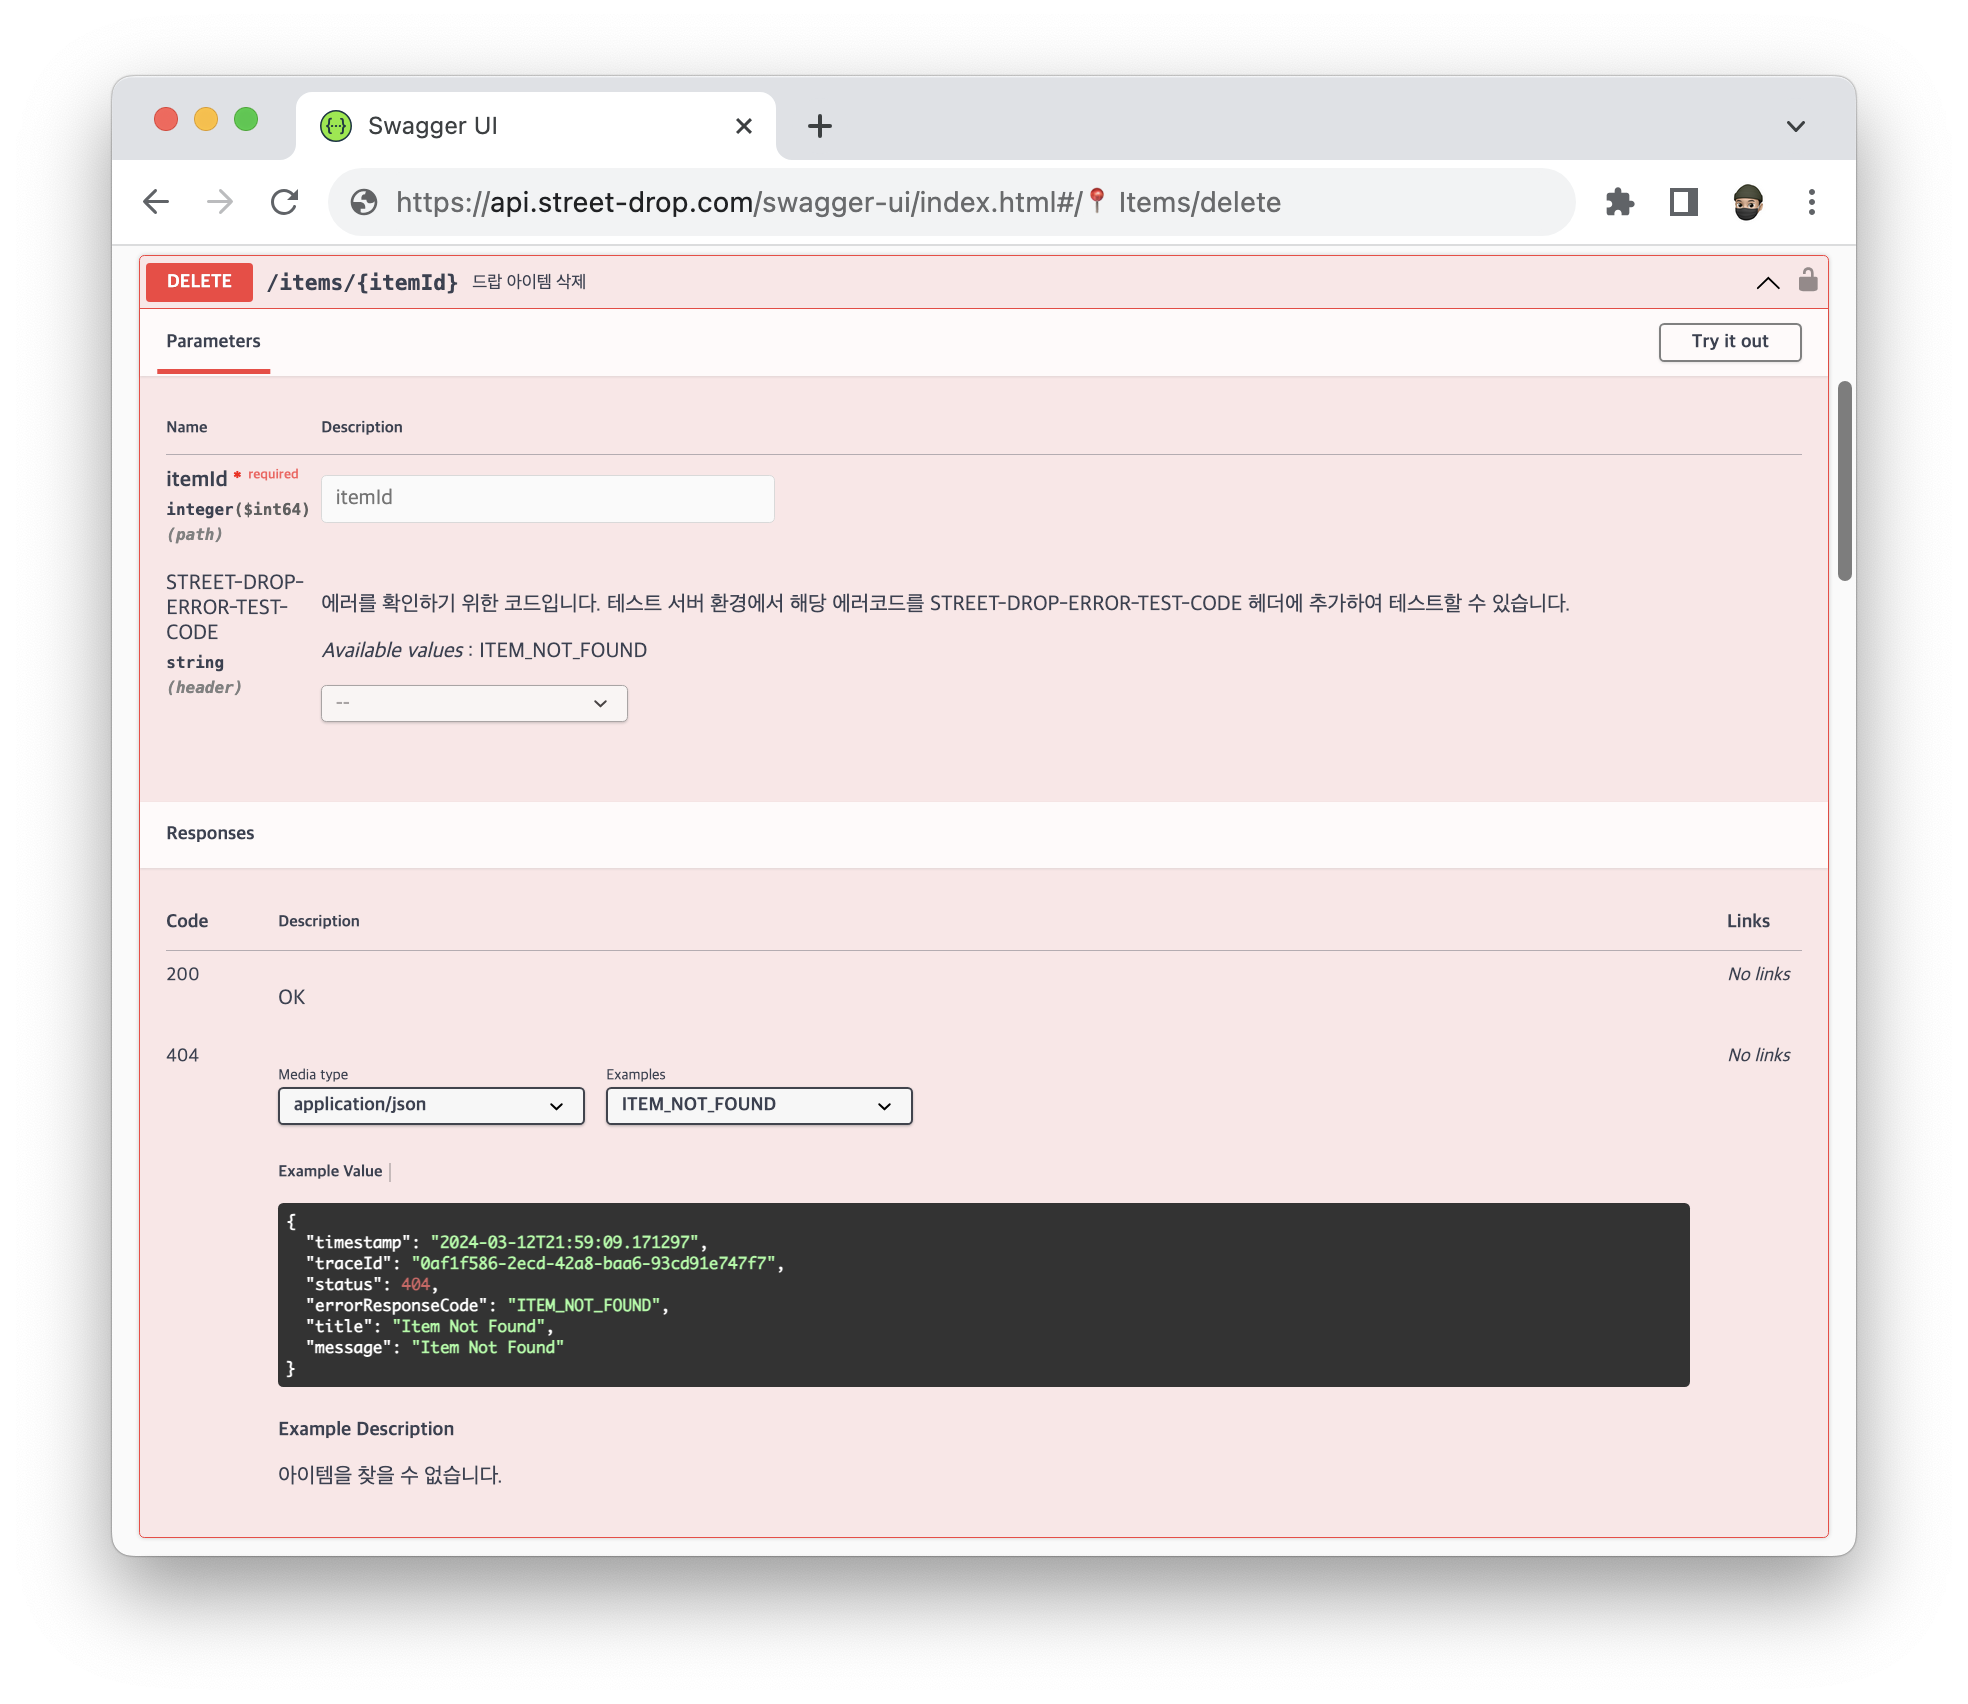 Swagger UI
https://api.street-drop.com/swagger-ui/index.html#/📍 Items/delete
DELETE /items/{itemId} 드랍 아이템 삭제
Parameters
Try it out
Name Description
itemId * required
integer($int64)
(path)
itemId
STREET-DROP-
ERROR-TEST-
CODE
string
(header)
에러를 확인하기 위한 코드입니다. 테스트 서버 환경에서 해당 에러코드를 STREET-DROP-ERROR-TEST-CODE 헤더에 추가하여 테스트할 수 있습니다.
Available values : ITEM_NOT_FOUND
--
Responses
Code Description Links
200 No links
OK
404 No links
Media type Examples
application/json ITEM_NOT_FOUND
Example Value
{
"timestamp": "2024-03-12T21:59:09.171297",
"traceId": "0af1f586-2ecd-42a8-baa6-93cd91e747f7",
"status": 404,
"errorResponseCode": "ITEM_NOT_FOUND",
"title": "Item Not Found",
"message": "Item Not Found"
}
Example Description
아이템을 찾을 수 없습니다.